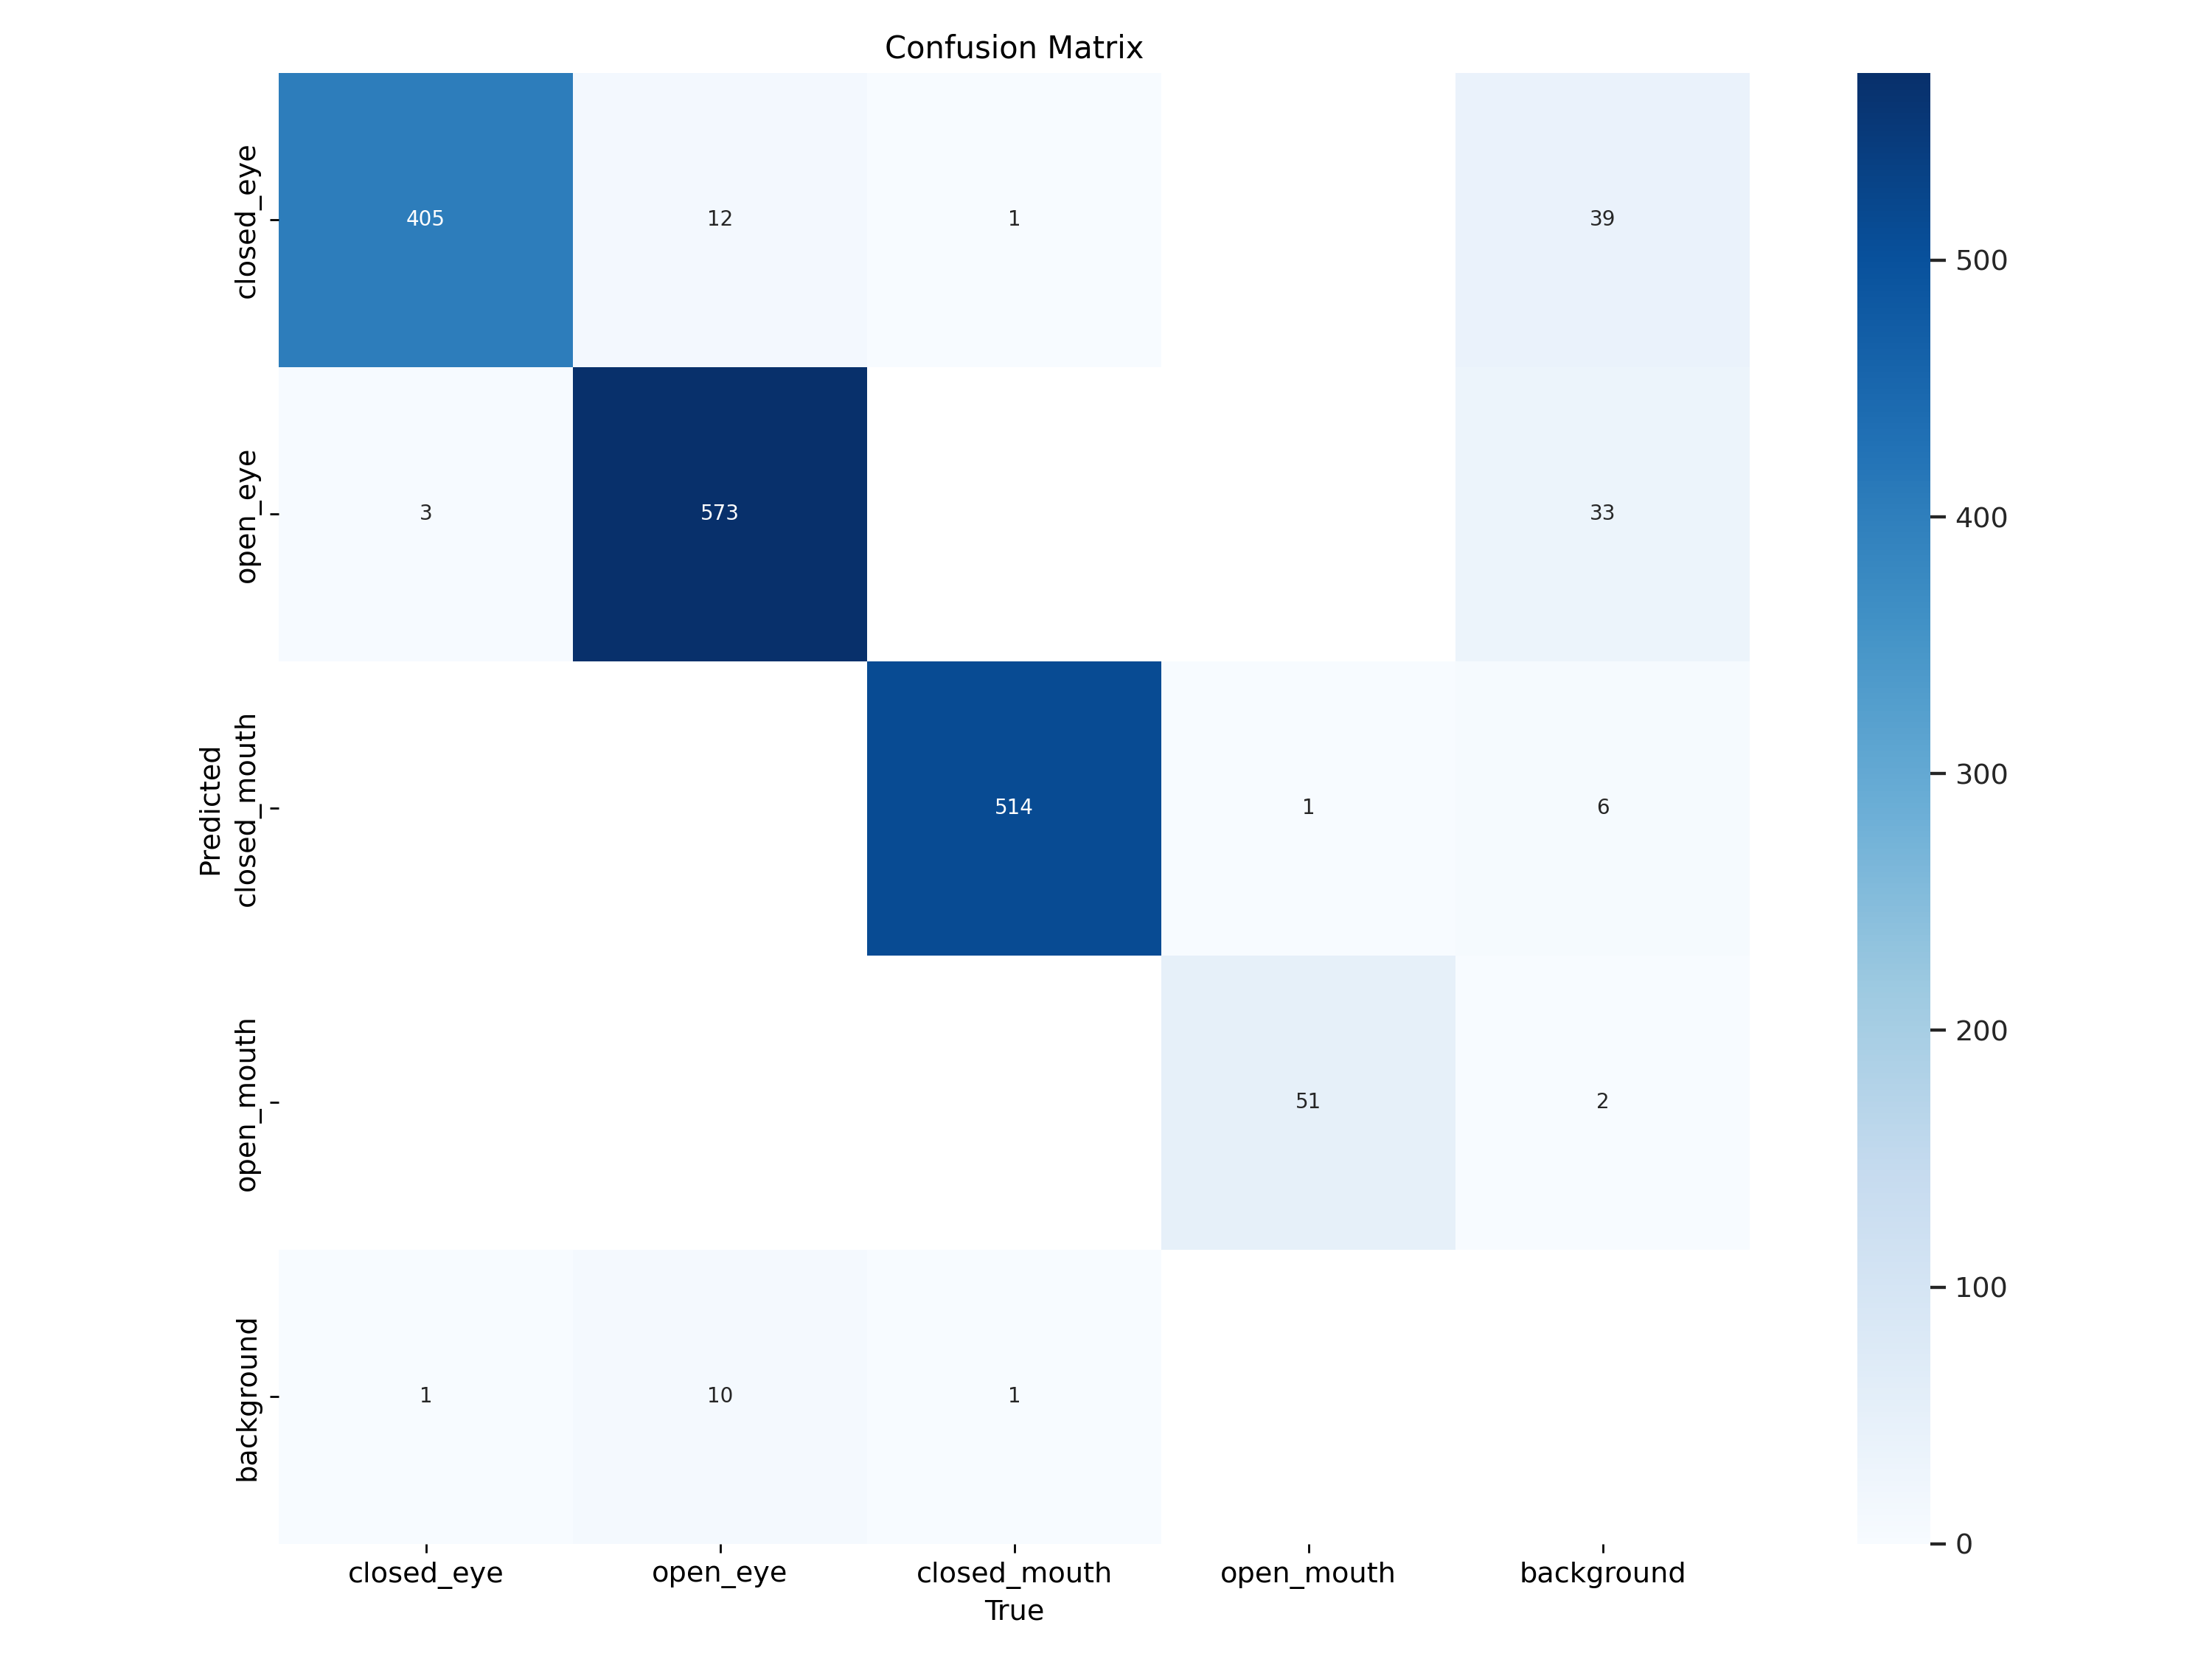 Confusion Matrix
closed_eye
405
12
1
39
500
open_eye
3
573
33
400
Predicted
closed_mouth
514
1
6
300
open_mouth
51
2
200
background
1
10
1
100
0
closed_eye
open_eye
closed_mouth
open_mouth
background
True